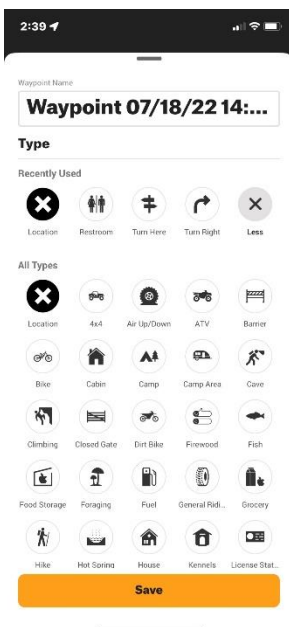 2:39
Waypoint Name
Waypoint 07/18/22 14:...
Type
Recently Used
Location Restroom Turn Here Turn Right Less
All Types
Location 4x4 Air Up/Down ATV Barrier
Bike Cabin Camp Camp Area Cave
Climbing Closed Gate Dirt Bike Firewood Fish
Food Storage Foraging Fuel General Ridi... Grocery
Hike Hot Spring House Kennels License Stat...
Save